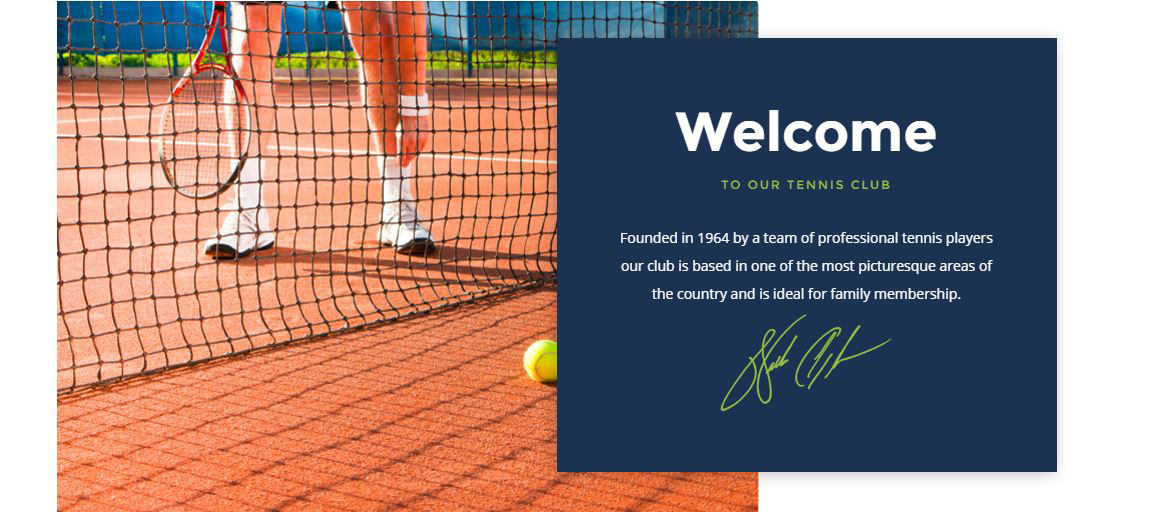 Welcome
TO OUR TENNIS CLUB
Founded in 1964 by a team of professional tennis players
our club is based in one of the most picturesque areas of
the country and is ideal for family membership.